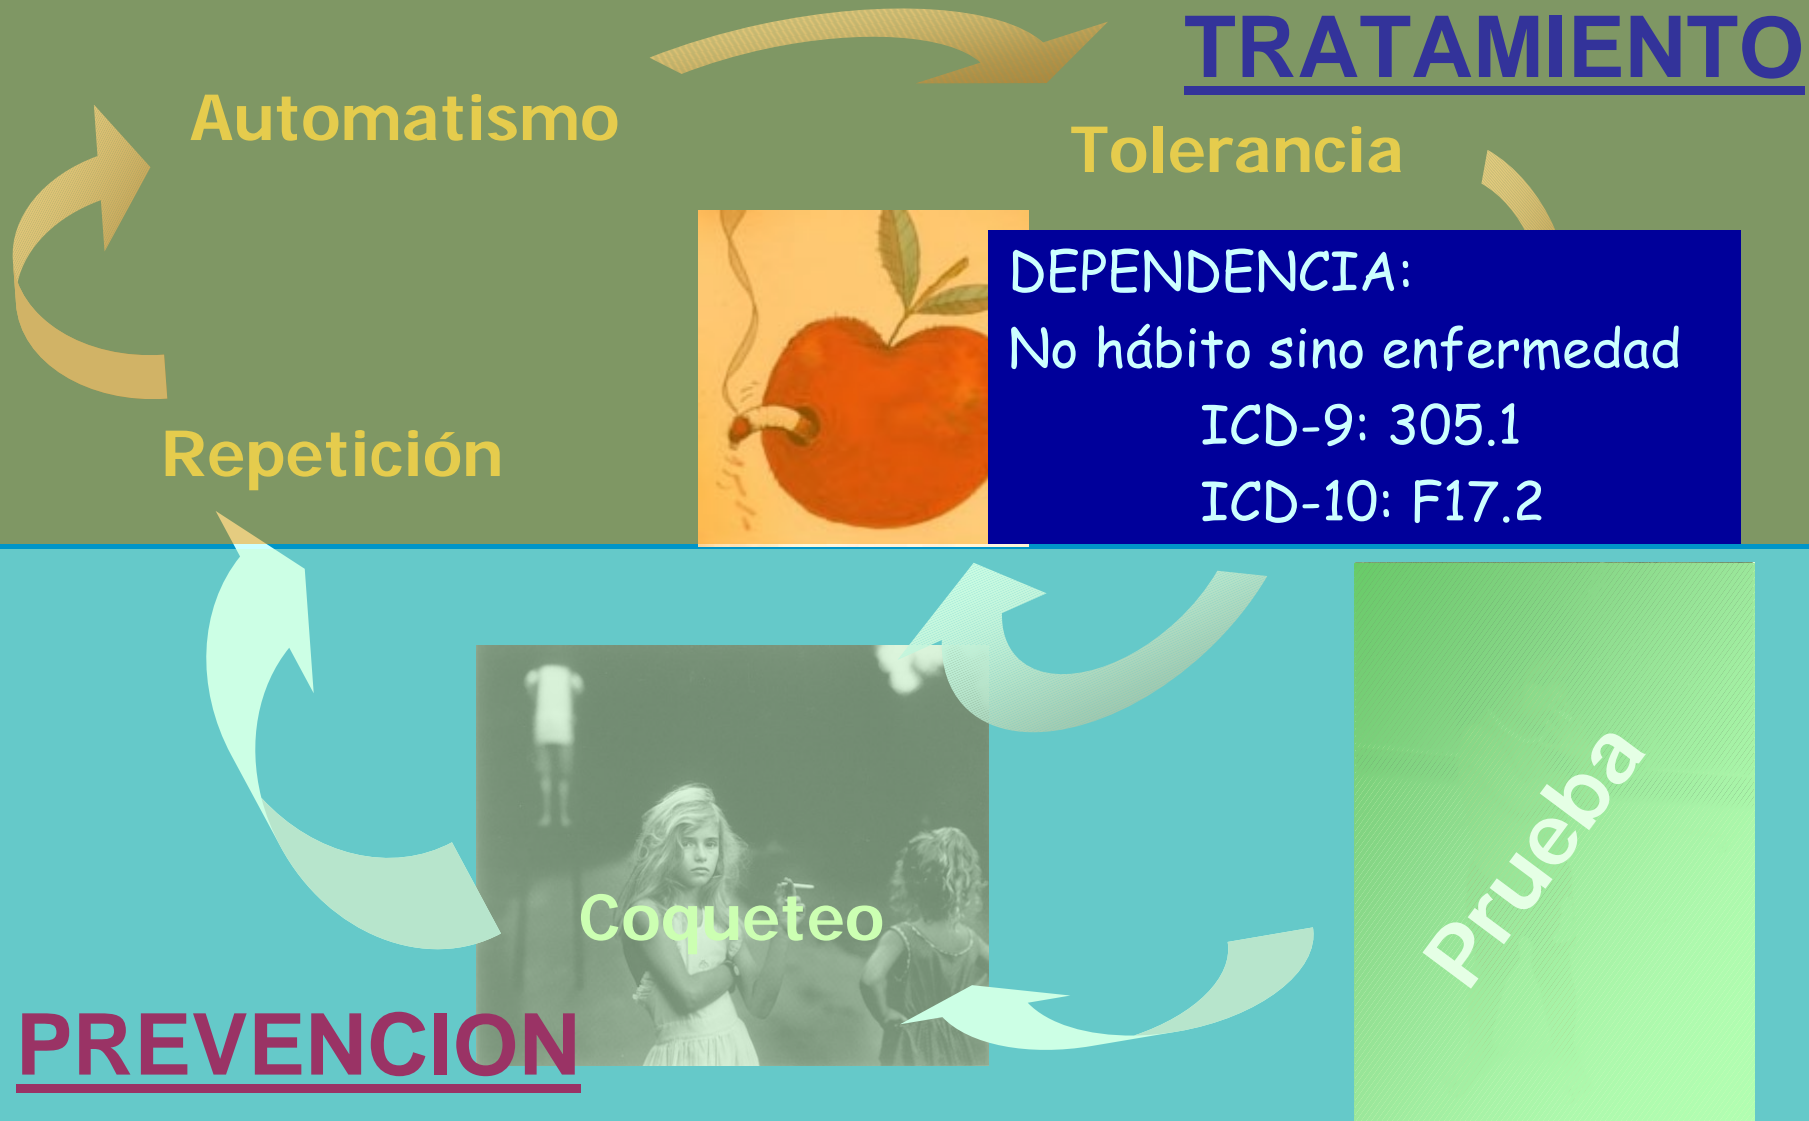 TRATAMIENTO
Automatismo
Tolerancia
DEPENDENCIA:
No hábito sino enfermedad
ICD-9: 305.1
ICD-10: F17.2
Repetición
Prueba
Coqueteo
PREVENCION